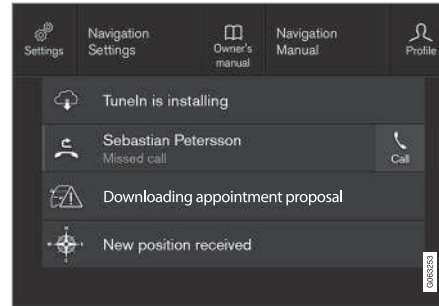 Settings
Navigation
Settings
Owner's
manual
Navigation
Manual
Profile
TuneIn is installing
Sebastian Petersson
Missed call
Call
Downloading appointment proposal
New position received
G063253